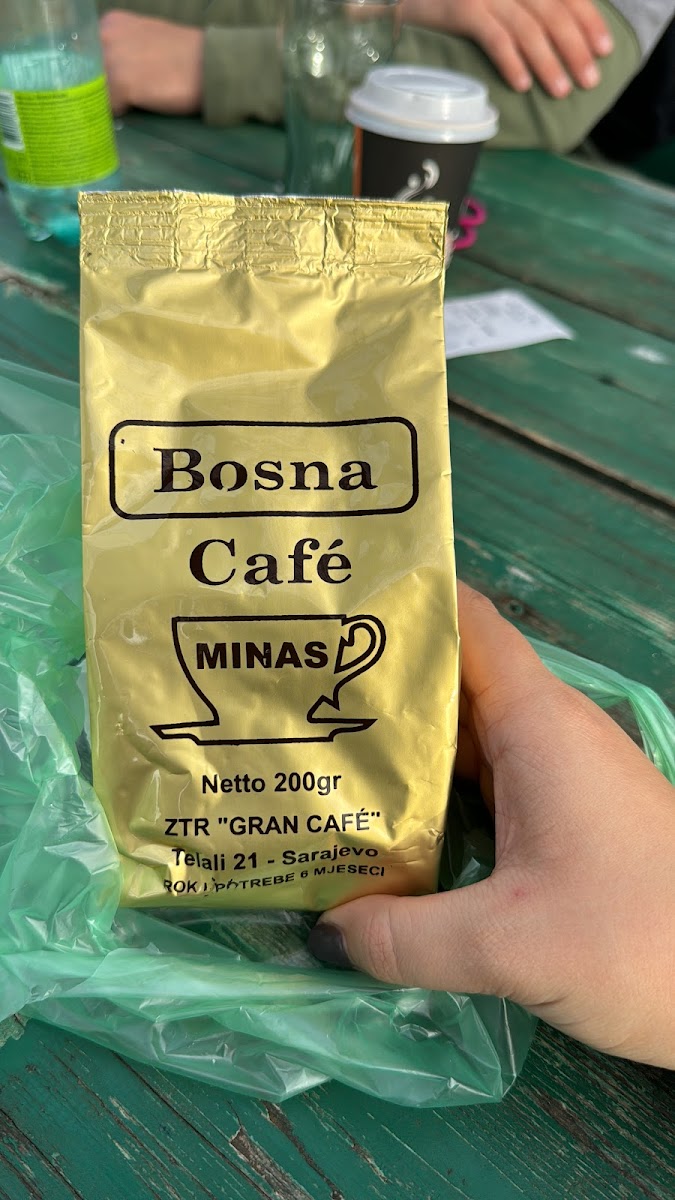 Bosna
Café
MINAS
Netto 200gr
ZTR "GRAN CAFÉ"
Telali 21 - Sarajevo
ROK UPOTREBE 6 MJESECI